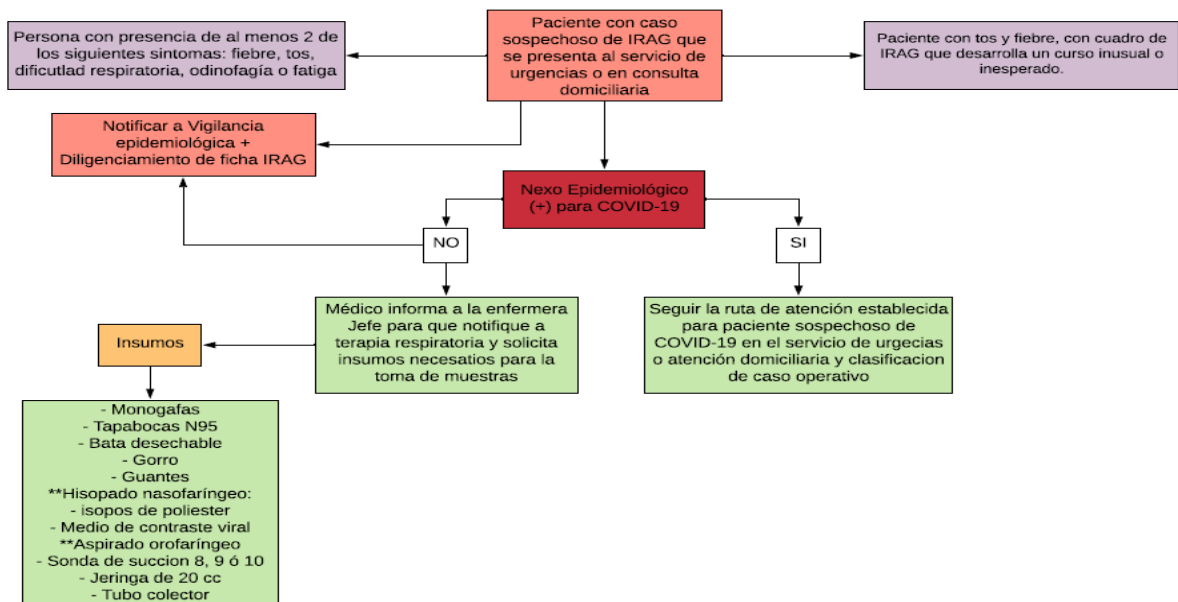 Persona con presencia de al menos 2 de
los siguientes sintomas: fiebre, tos,
dificutlad respiratoria, odinofagía o fatiga
Paciente con caso
sospechoso de IRAG que
se presenta al servicio de
urgencias o en consulta
domiciliaria
Paciente con tos y fiebre, con cuadro de
IRAG que desarrolla un curso inusual o
inesperado.
Notificar a Vigilancia
epidemiológica +
Diligenciamiento de ficha IRAG
Nexo Epidemiológico
(+) para COVID-19
NO
SI
Médico informa a la enfermera
Jefe para que notifique a
terapia respiratoria y solicita
insumos necesatios para la
toma de muestras
Seguir la ruta de atención establecida
para paciente sospechoso de
COVID-19 en el servicio de urgecias
o atención domiciliaria y clasificacion
de caso operativo
Insumos
- Monogafas
- Tapabocas N95
- Bata desechable
- Gorro
- Guantes
**Hisopado nasofaríngeo:
- isopos de poliester
- Medio de contraste viral
**Aspirado orofaríngeo
- Sonda de succion 8, 9 ó 10
- Jeringa de 20 cc
- Tubo colector